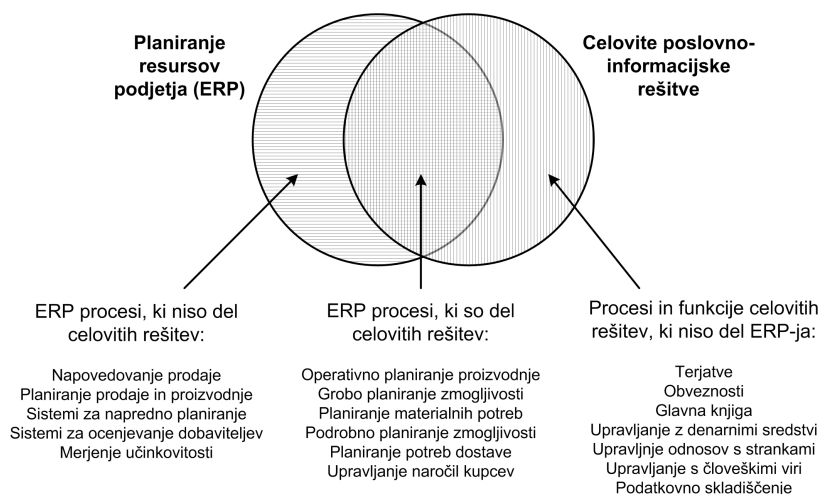 Planiranje
resursov
podjetja (ERP)
Celovite poslovno-
informacijske
rešitve
ERP procesi, ki niso del
celovitih rešitev:
Napovedovanje prodaje
Planiranje prodaje in proizvodnje
Sistemi za napredno planiranje
Sistemi za ocenjevanje dobaviteljev
Merjenje učinkovitosti
ERP procesi, ki so del
celovitih rešitev:
Operativno planiranje proizvodnje
Grobo planiranje zmogljivosti
Planiranje materialnih potreb
Podrobno planiranje zmogljivosti
Planiranje potreb dostave
Upravljanje naročil kupcev
Procesi in funkcije celovitih
rešitev, ki niso del ERP-ja:
Terjatve
Obveznosti
Glavna knjiga
Upravljanje z denarnimi sredstvi
Upravljnje odnosov s strankami
Upravljanje s človeškimi viri
Podatkovno skladiščenje